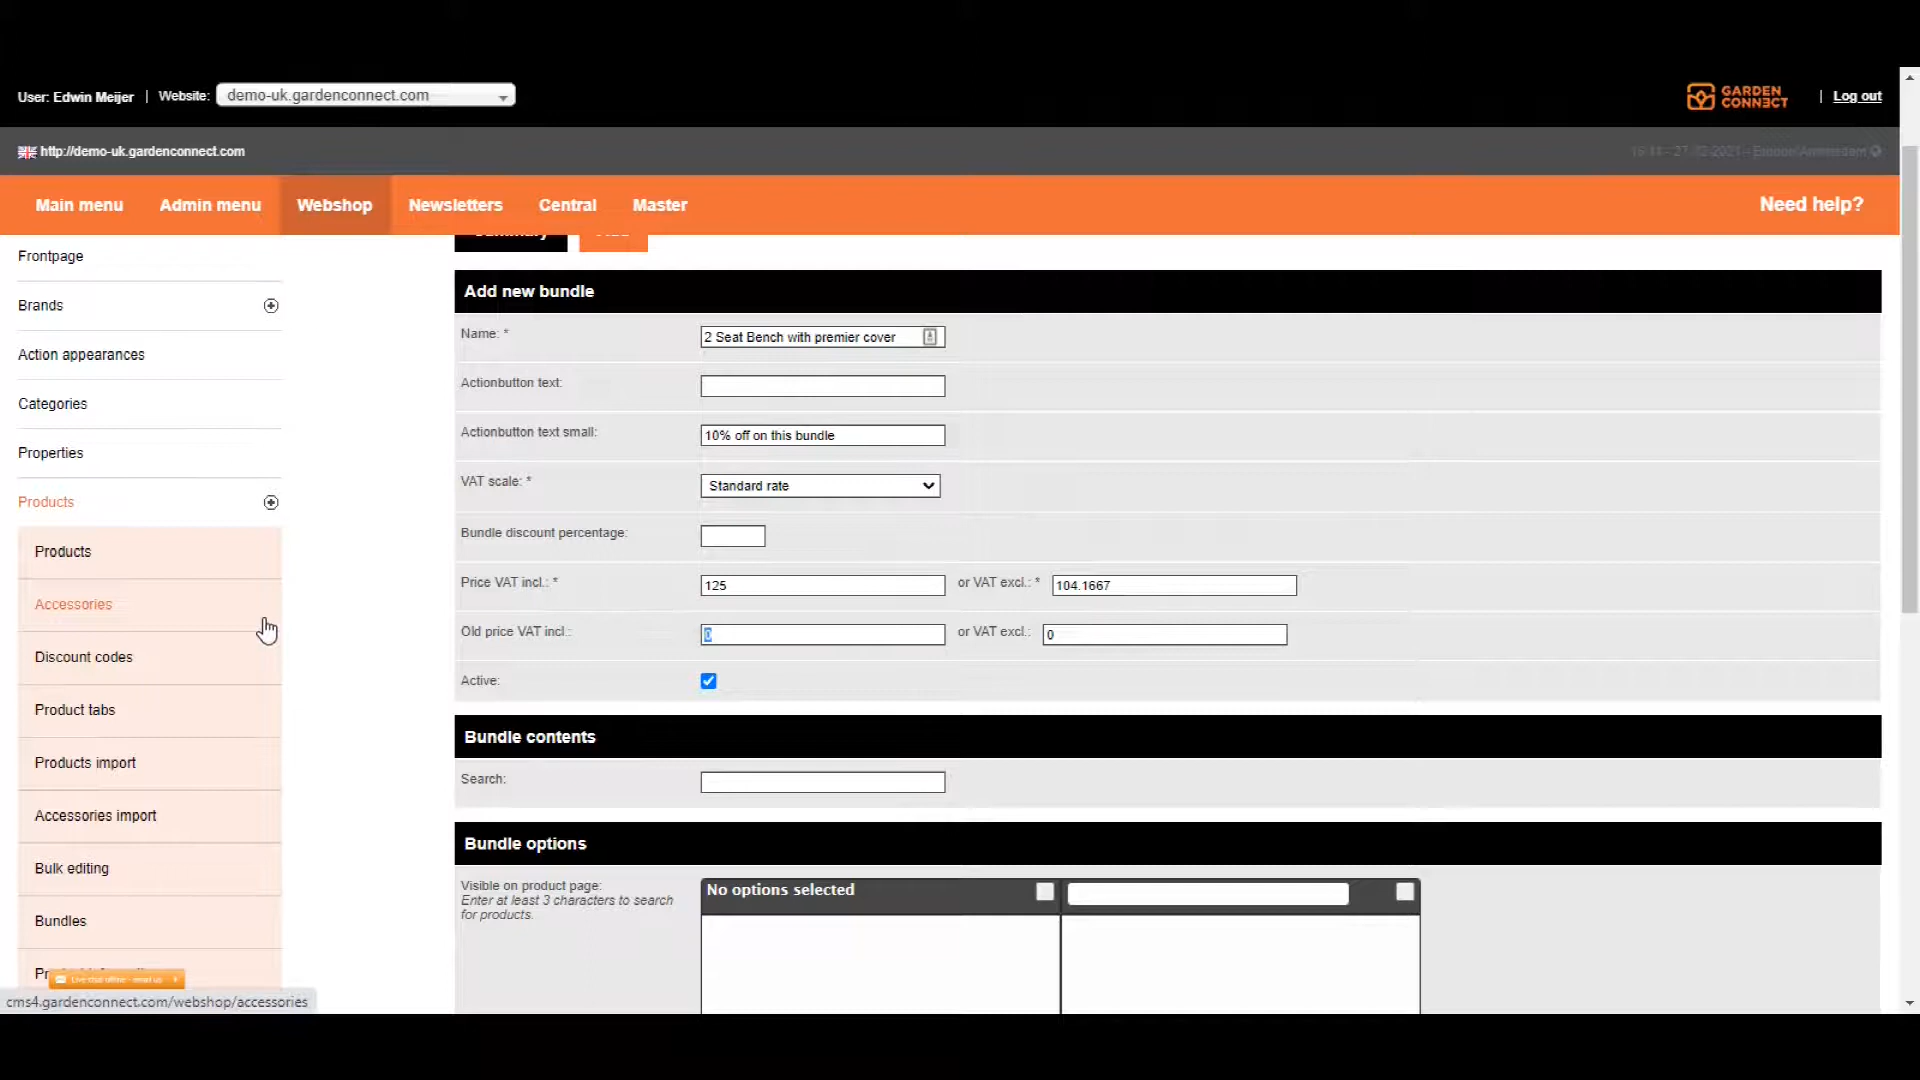 User: Edwin Meijer | Website: demo-uk.gardenconnect.com
GARDEN CONNECT | Log out
http://demo-uk.gardenconnect.com
Main menu Admin menu Webshop Newsletters Central Master Need help?
Frontpage
Brands
Action appearances
Categories
Properties
Products
Products
Accessories
Discount codes
Product tabs
Products import
Accessories import
Bulk editing
Bundles
cms4.gardenconnect.com/webshop/accessories
Summary
Add new bundle
Name: * 2 Seat Bench with premier cover
Actionbutton text:
Actionbutton text small: 10% off on this bundle
VAT scale: * Standard rate
Bundle discount percentage:
Price VAT incl.: * 125 or VAT excl.: * 104.1667
Old price VAT incl.: 0 or VAT excl.: 0
Active:
Bundle contents
Search:
Bundle options
Visible on product page: No options selected
Enter at least 3 characters to search
for products.